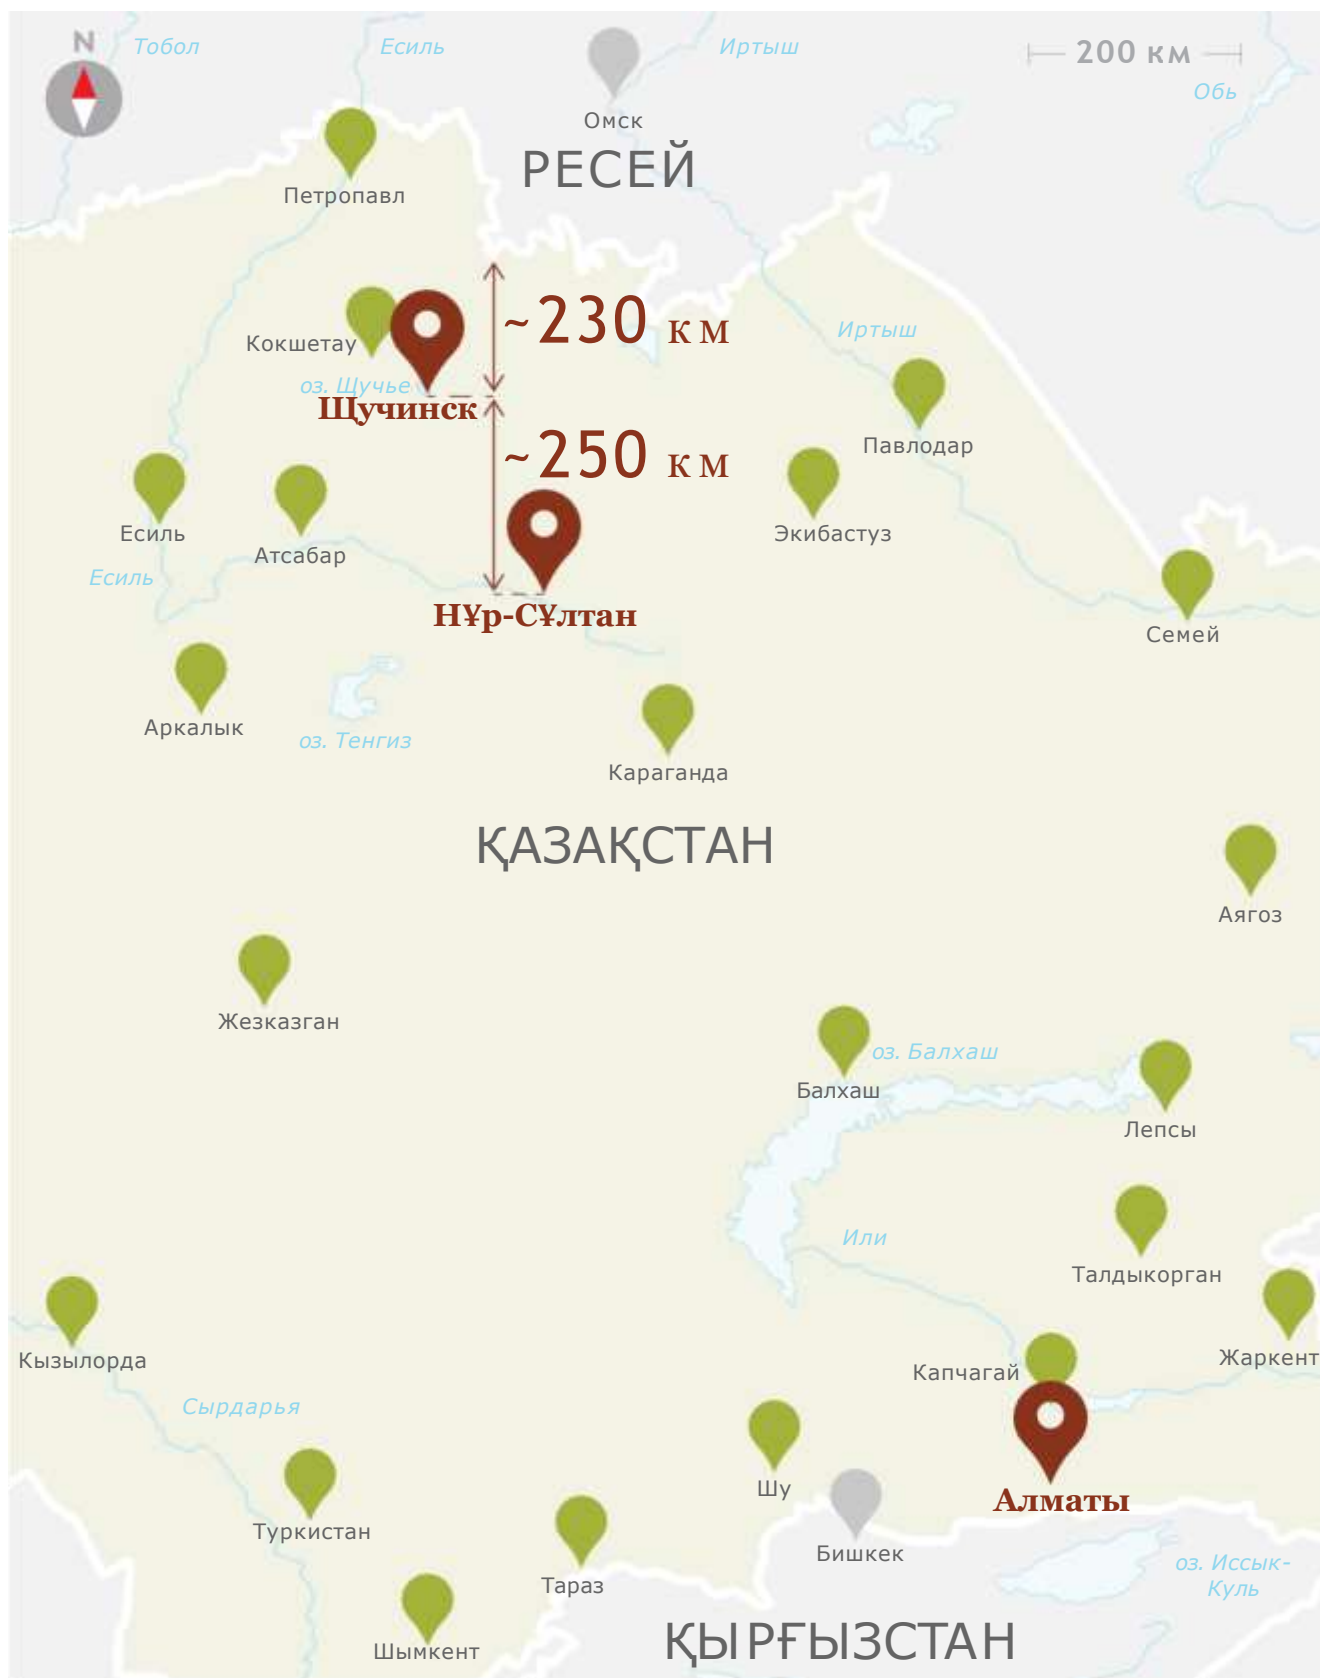 N
Тобол
Есиль
Иртыш
200 км
Обь
Омск
РЕСЕЙ
Петропавл
~230 км
Иртыш
Кокшетау
оз. Щучье
Щучинск
~250 км
Павлодар
Есиль
Атсабар
Экибастуз
Есиль
Нұр-Сұлтан
Семей
Аркалык
оз. Тенгиз
Караганда
ҚАЗАҚСТАН
Аягоз
Жезказган
оз. Балхаш
Балхаш
Лепсы
Или
Талдыкорган
Кызылорда
Капчагай
Жаркент
Сырдарья
Шу
Алматы
Туркистан
Бишкек
оз. Иссык-
Куль
Тараз
ҚЫРҒЫЗСТАН
Шымкент